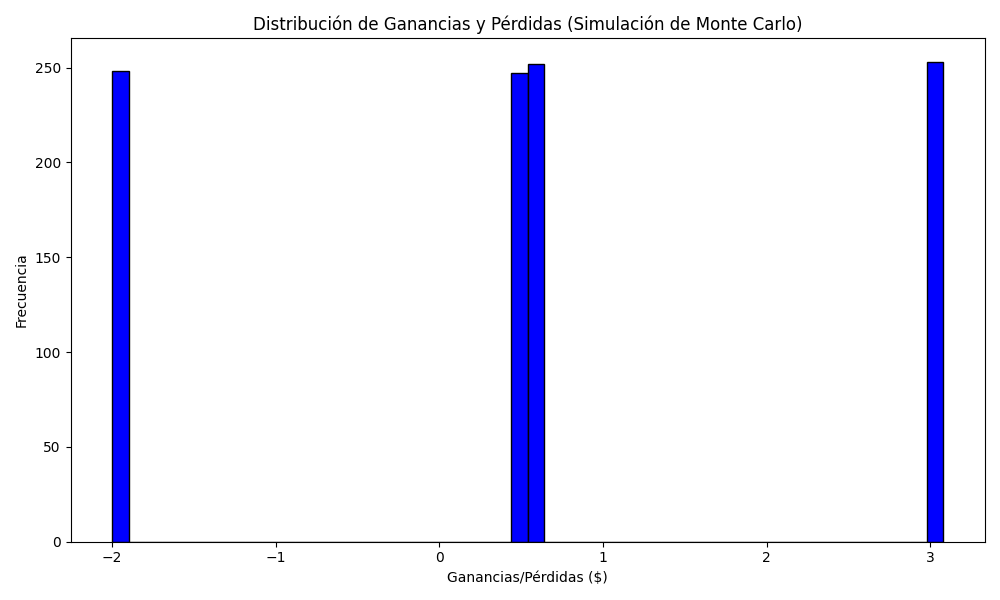 Distribución de Ganancias y Pérdidas (Simulación de Monte Carlo)
250
200
150
100
50
0
Frecuencia
−2 −1 0 1 2 3
Ganancias/Pérdidas ($)